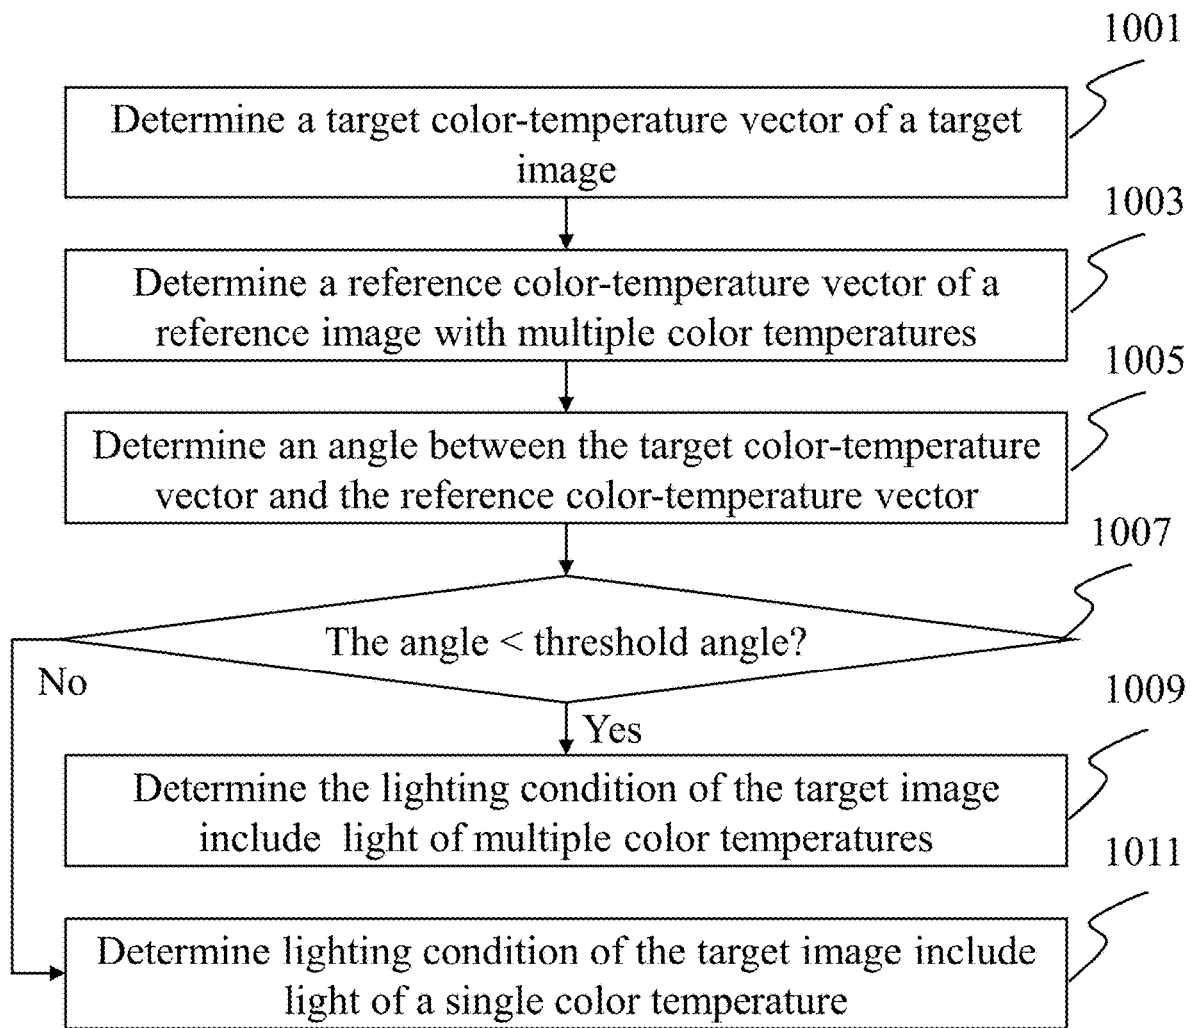 1001
Determine a target color-temperature vector of a target
image
1003
Determine a reference color-temperature vector of a
reference image with multiple color temperatures
1005
Determine an angle between the target color-temperature
vector and the reference color-temperature vector
1007
The angle < threshold angle?
No
Yes
1009
Determine the lighting condition of the target image
include light of multiple color temperatures
1011
Determine lighting condition of the target image include
light of a single color temperature